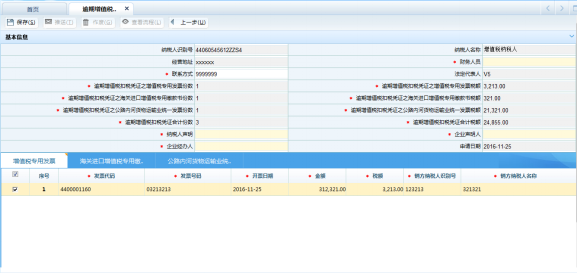 首页 逾期增值税.. ×
保存(S) 接收(T) 作废(D) 查看流程(L) 上一步(U)
基本信息
纳税人识别号 44060545612ZZS4 纳税人名称 增值税纳税人
经营地址 xxxxxx * 财务人员
* 联系方式 9999999 法定代表人 V5
* 逾期增值税扣税凭证之增值税专用发票份数 1 * 逾期增值税扣税凭证之增值税专用发票税额 3,213.00
* 逾期增值税扣税凭证之海关进口增值税专用缴款书份数 1 * 逾期增值税扣税凭证之海关进口增值税专用缴款书税额 321.00
* 逾期增值税扣税凭证之公路内河货物运输业统一发票份数 1 * 逾期增值税扣税凭证之公路内河货物运输业统一发票税额 21,321.00
* 逾期增值税扣税凭证合计份数 3 * 逾期增值税扣税凭证合计税额 24,855.00
* 纳税人声明 * 企业声明人
* 企业经办人 申请日期 2016-11-25
增值税专用发票 海关进口增值税专用缴.. 公路内河货物运输业统..
序号 * 发票代码 * 发票号码 * 开票日期 * 金额 * 税额 * 销方纳税人识别号 * 销方纳税人名称
1 4400001160 03213213 2016-11-25 312,321.00 3,213.00 123213 321321